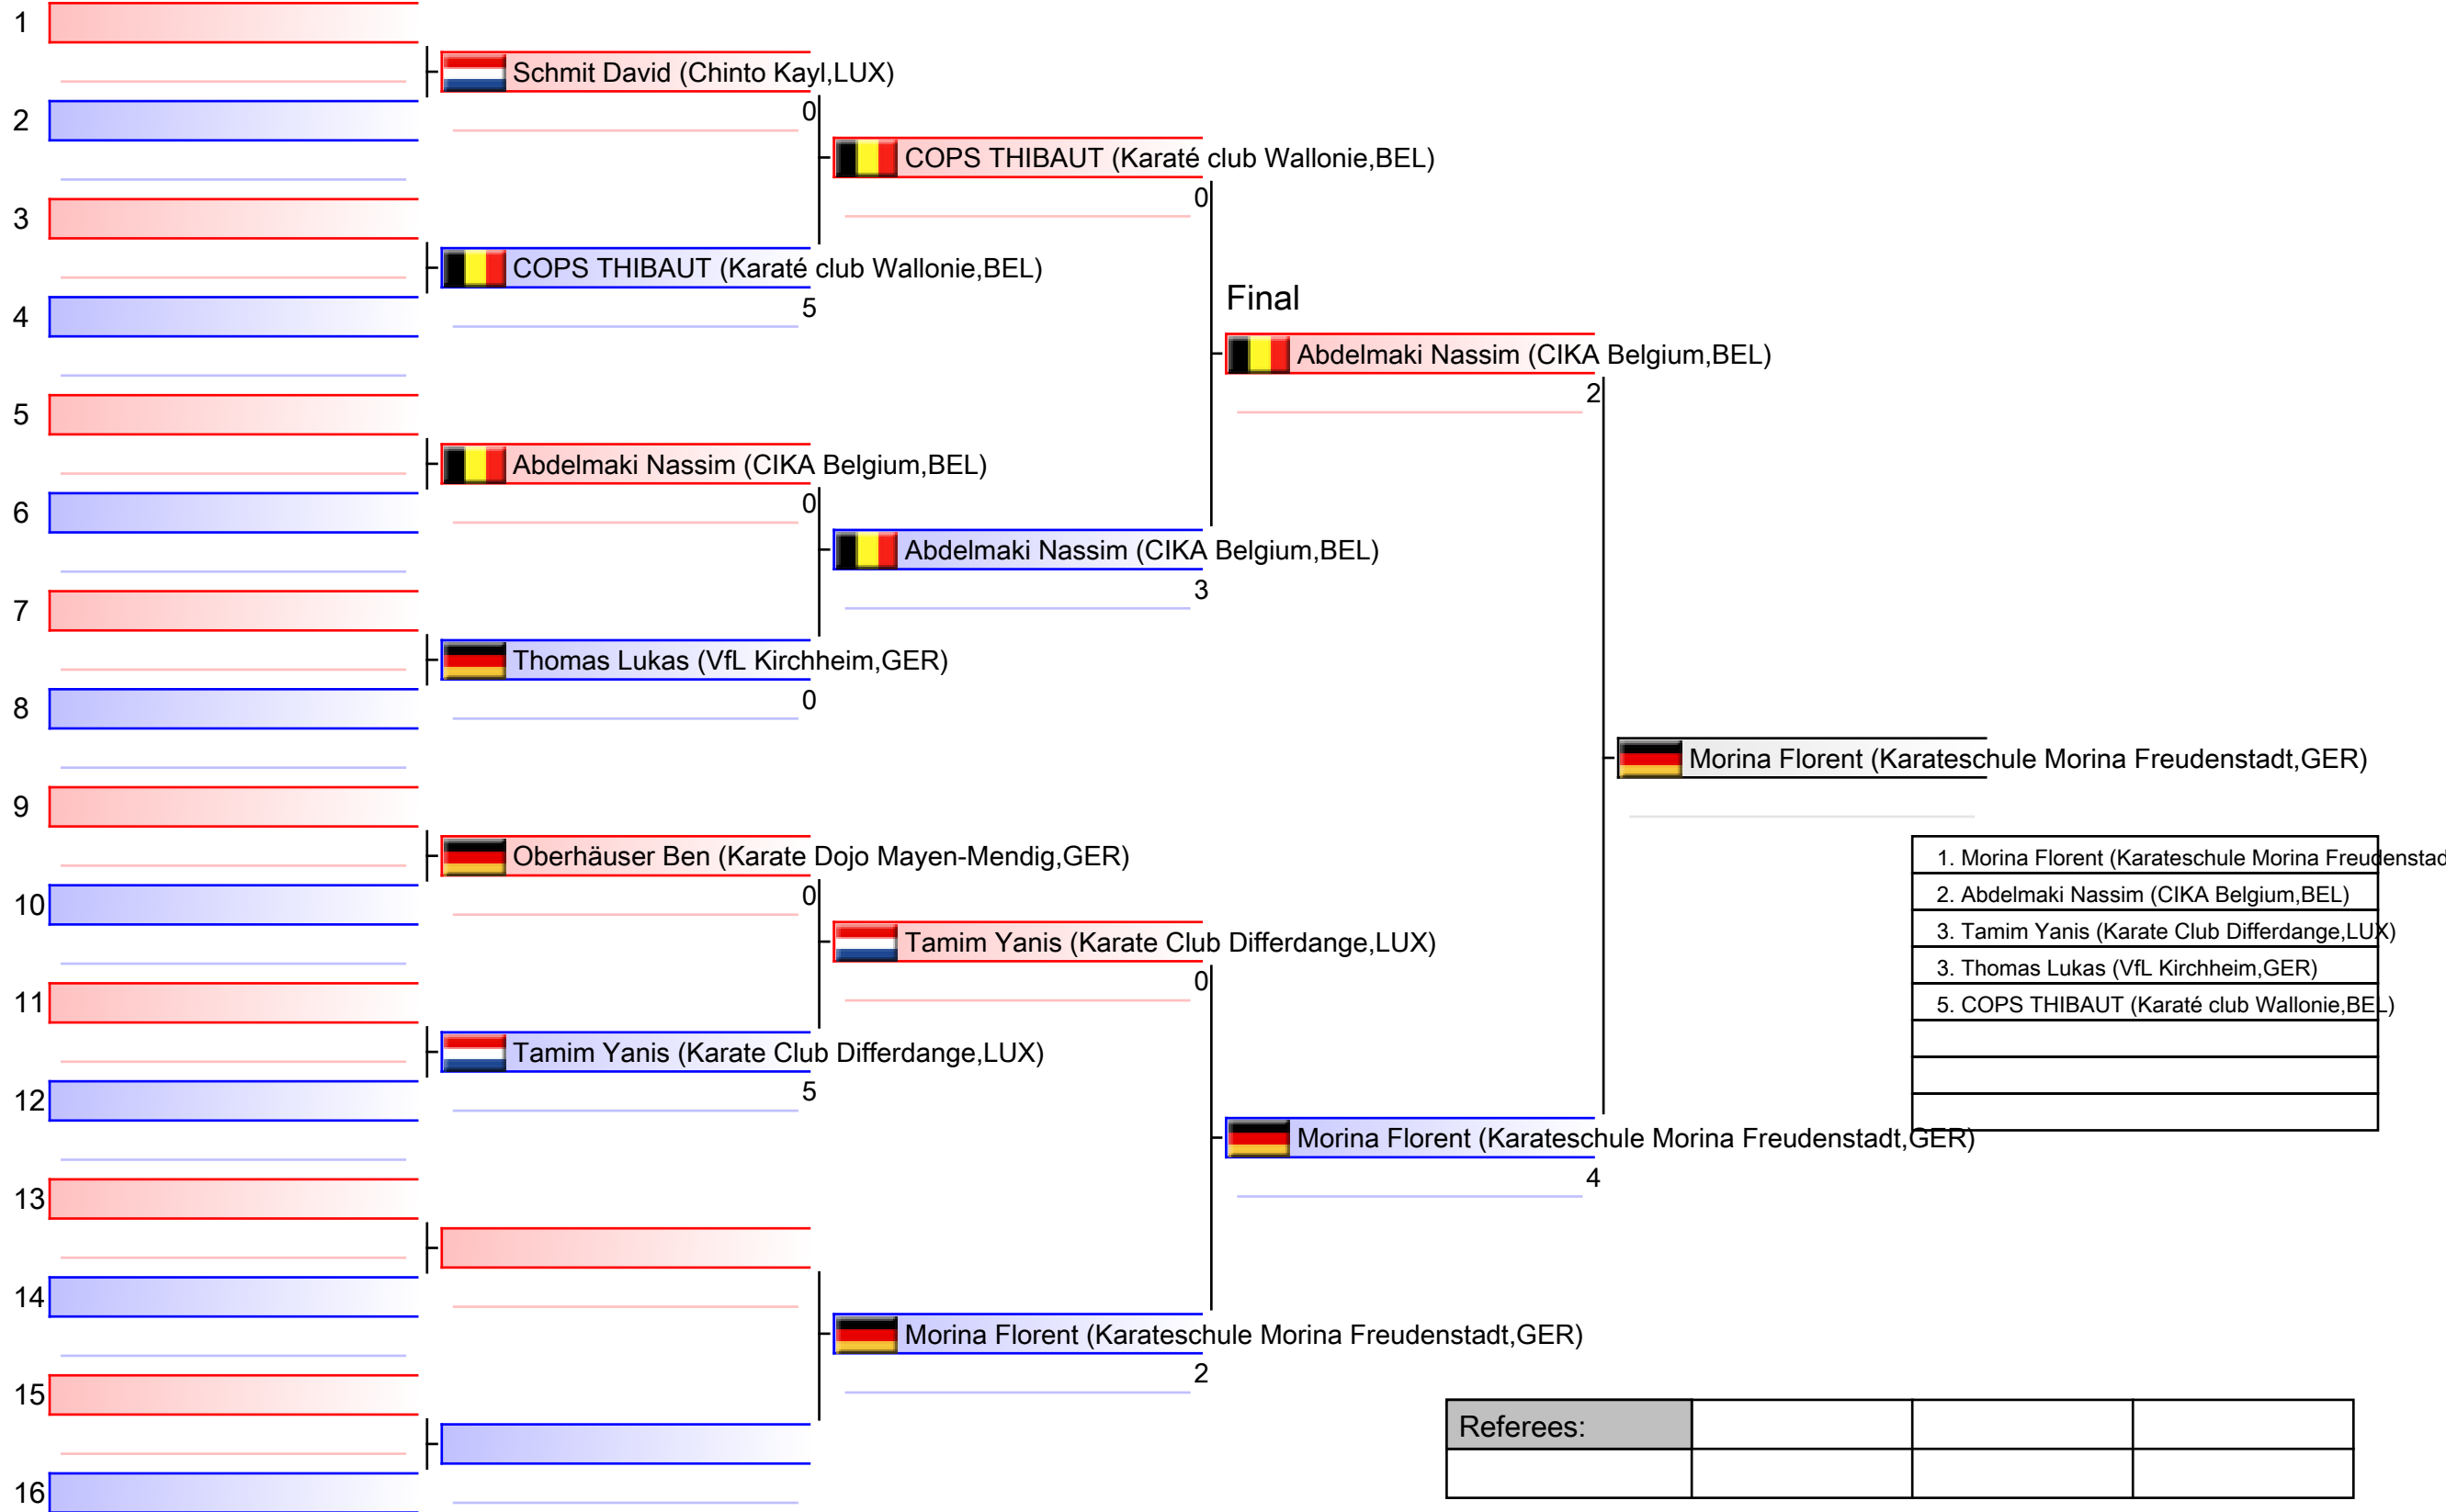 1
Schmit David (Chinto Kayl,LUX)
0
2
COPS THIBAUT (Karaté club Wallonie,BEL)
0
3
COPS THIBAUT (Karaté club Wallonie,BEL)
5
4
Final
Abdelmaki Nassim (CIKA Belgium,BEL)
2
5
Abdelmaki Nassim (CIKA Belgium,BEL)
0
6
Abdelmaki Nassim (CIKA Belgium,BEL)
3
7
Thomas Lukas (VfL Kirchheim,GER)
0
8
Morina Florent (Karateschule Morina Freudenstadt,GER)
9
Oberhäuser Ben (Karate Dojo Mayen-Mendig,GER)
0
10
Tamim Yanis (Karate Club Differdange,LUX)
0
11
Tamim Yanis (Karate Club Differdange,LUX)
5
12
1. Morina Florent (Karateschule Morina Freudenstad
2. Abdelmaki Nassim (CIKA Belgium,BEL)
3. Tamim Yanis (Karate Club Differdange,LUX)
3. Thomas Lukas (VfL Kirchheim,GER)
5. COPS THIBAUT (Karaté club Wallonie,BEL)
Morina Florent (Karateschule Morina Freudenstadt,GER)
4
13
14
Morina Florent (Karateschule Morina Freudenstadt,GER)
2
15
Referees:
16